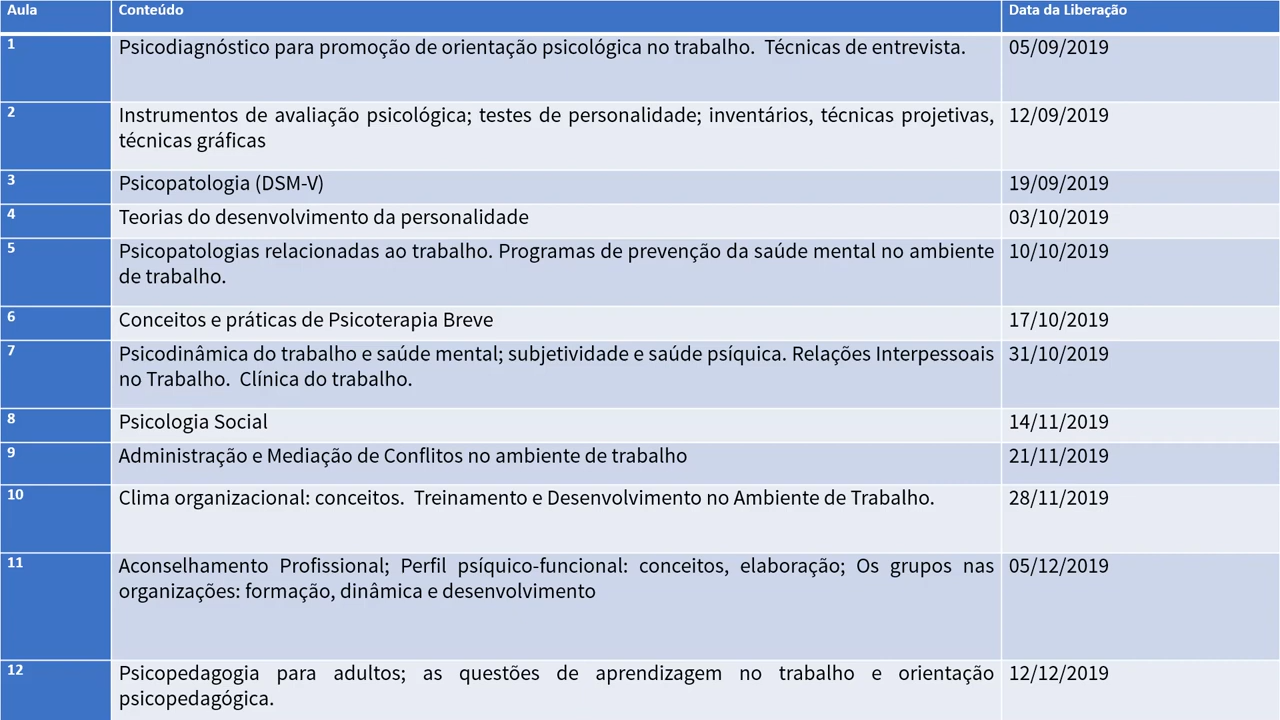 Aula Conteúdo Data da Liberação
1 Psicodiagnóstico para promoção de orientação psicológica no trabalho.  Técnicas de entrevista. 05/09/2019
2 Instrumentos de avaliação psicológica; testes de personalidade; inventários, técnicas projetivas, 12/09/2019
técnicas gráficas
3 Psicopatologia (DSM-V) 19/09/2019
4 Teorias do desenvolvimento da personalidade 03/10/2019
5 Psicopatologias relacionadas ao trabalho. Programas de prevenção da saúde mental no ambiente 10/10/2019
de trabalho.
6 Conceitos e práticas de Psicoterapia Breve 17/10/2019
7 Psicodinâmica do trabalho e saúde mental; subjetividade e saúde psíquica. Relações Interpessoais 31/10/2019
no Trabalho.  Clínica do trabalho.
8 Psicologia Social 14/11/2019
9 Administração e Mediação de Conflitos no ambiente de trabalho 21/11/2019
10 Clima organizacional: conceitos.  Treinamento e Desenvolvimento no Ambiente de Trabalho. 28/11/2019
11 Aconselhamento Profissional; Perfil psíquico-funcional: conceitos, elaboração; Os grupos nas 05/12/2019
organizações: formação, dinâmica e desenvolvimento
12 Psicopedagogia para adultos; as questões de aprendizagem no trabalho e orientação 12/12/2019
psicopedagógica.